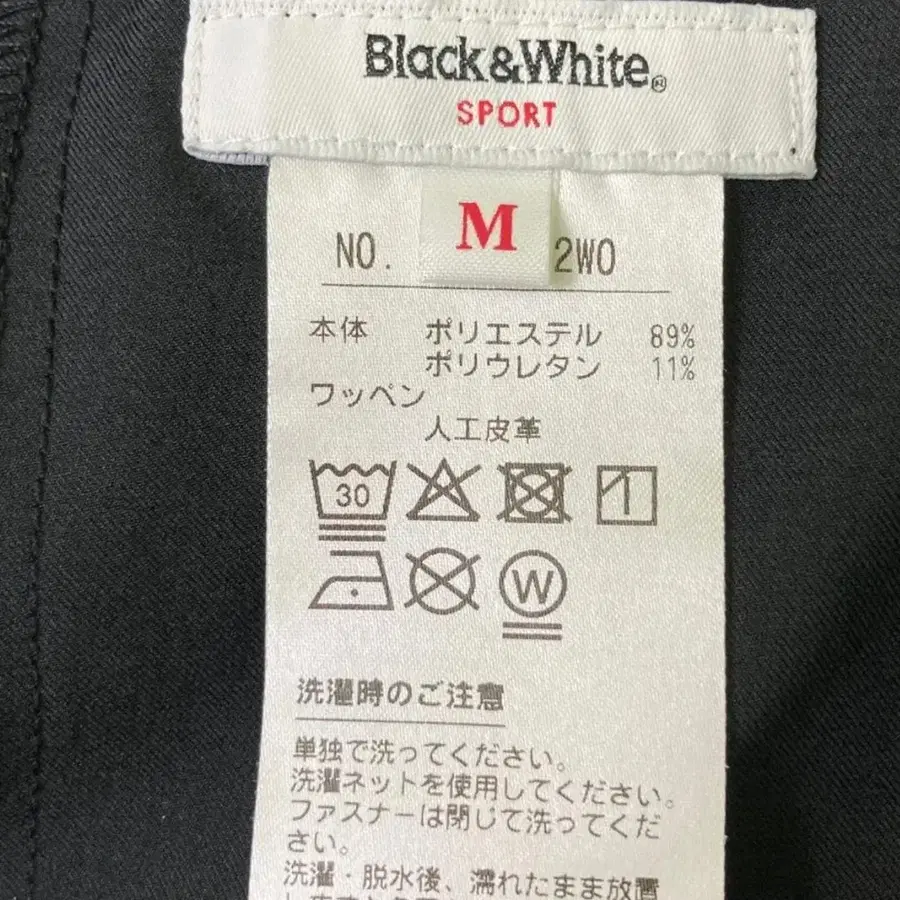 Black&White®
SPORT
M
NO. 2WO
本体 ポリエステル 89%
ポリウレタン 11%
ワッペン
人工皮革
30
W
洗濯時のご注意
単独で洗ってください。
洗濯ネットを使用してください。
ファスナーは閉じて洗ってくだ
さい。
洗濯・脱水後、濡れたまま放置